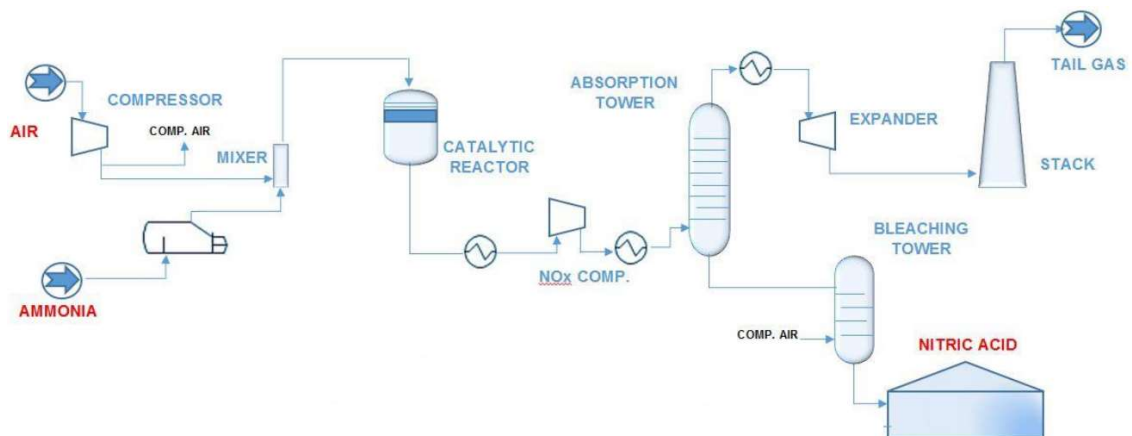 TAIL GAS
ABSORPTION
TOWER
COMPRESSOR
AIR
COMP. AIR
MIXER
EXPANDER
CATALYTIC
REACTOR
STACK
BLEACHING
TOWER
NOx COMP.
AMMONIA
COMP. AIR
NITRIC ACID